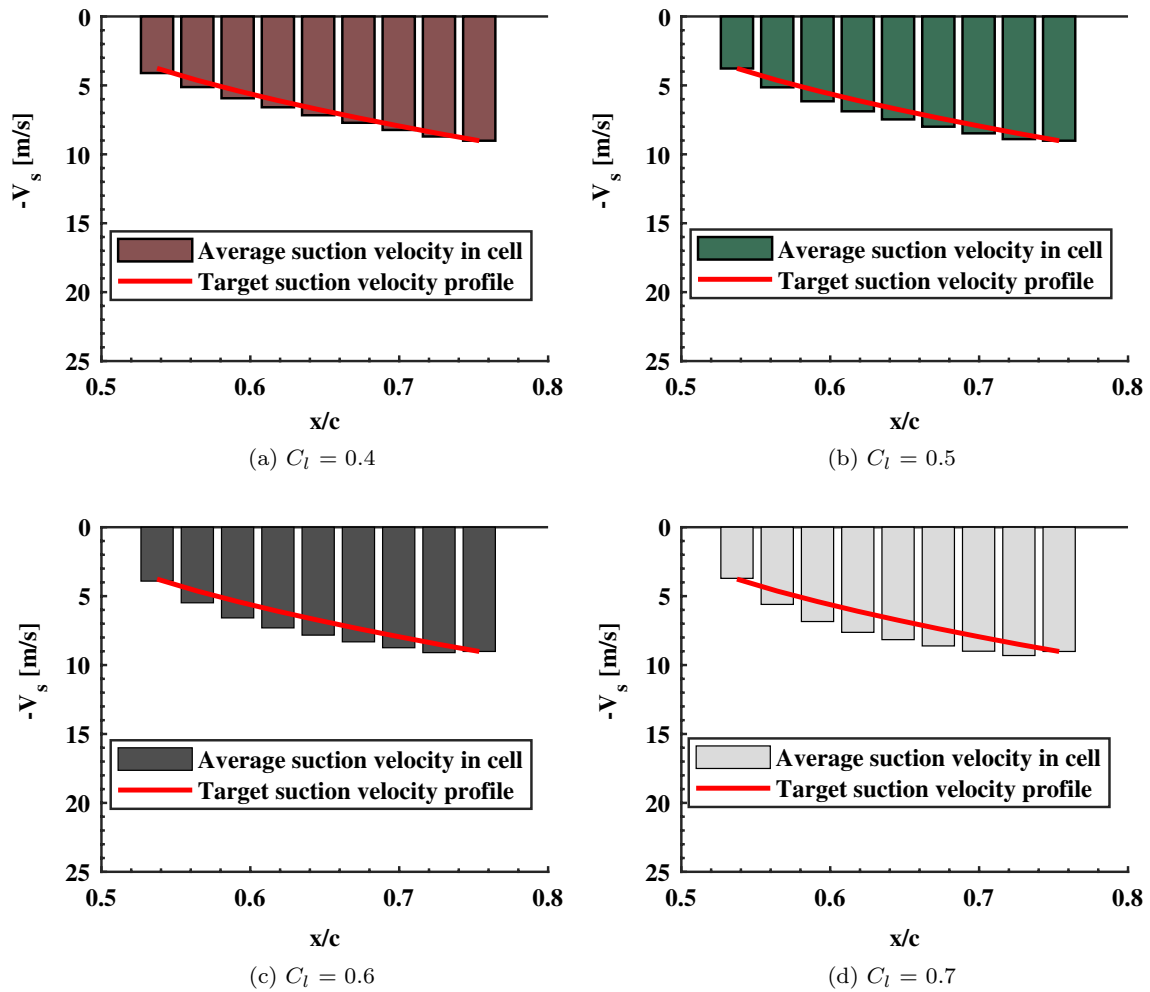 0
5
10
15
20
25
-V_s [m/s]
Average suction velocity in cell
Target suction velocity profile
0.5 0.6 0.7 0.8
x/c
(a) C_l = 0.4
0
5
10
15
20
25
-V_s [m/s]
Average suction velocity in cell
Target suction velocity profile
0.5 0.6 0.7 0.8
x/c
(b) C_l = 0.5
0
5
10
15
20
25
-V_s [m/s]
Average suction velocity in cell
Target suction velocity profile
0.5 0.6 0.7 0.8
x/c
(c) C_l = 0.6
0
5
10
15
20
25
-V_s [m/s]
Average suction velocity in cell
Target suction velocity profile
0.5 0.6 0.7 0.8
x/c
(d) C_l = 0.7